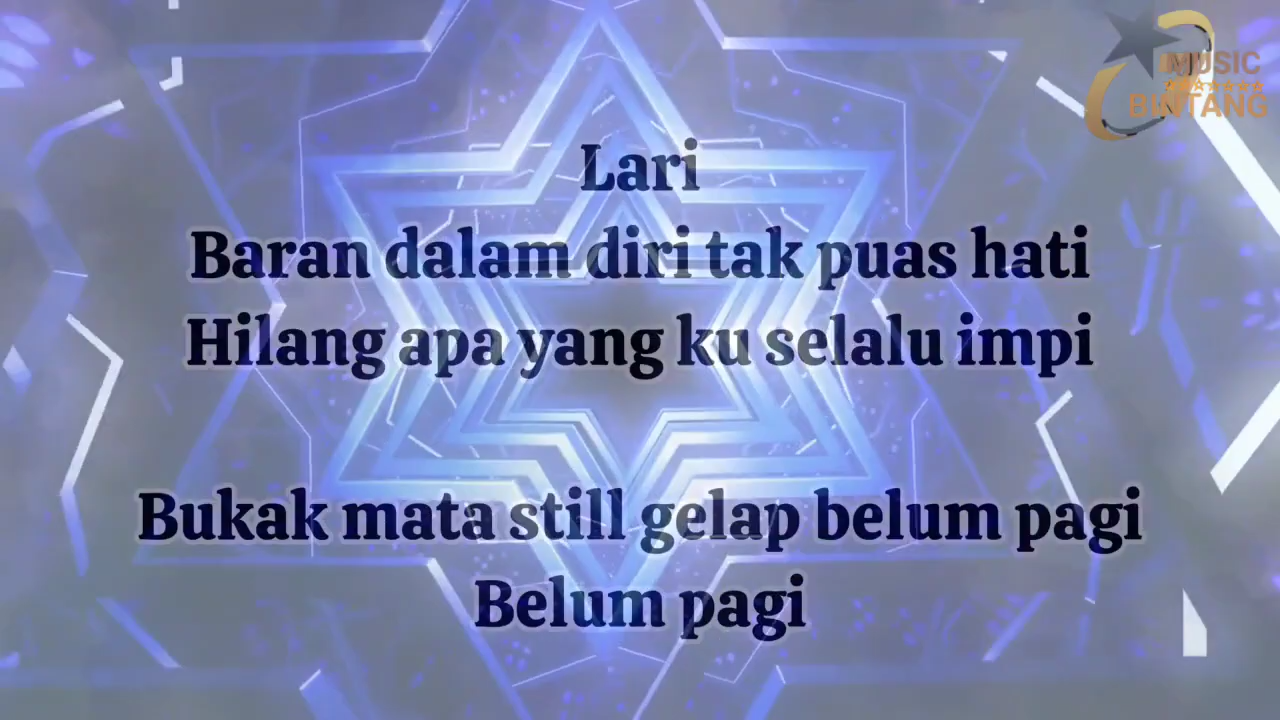 MUSIC
BINTANG
Lari
Baran dalam diri tak puas hati
Hilang apa yang ku selalu impi
Bukak mata still gelap belum pagi
Belum pagi